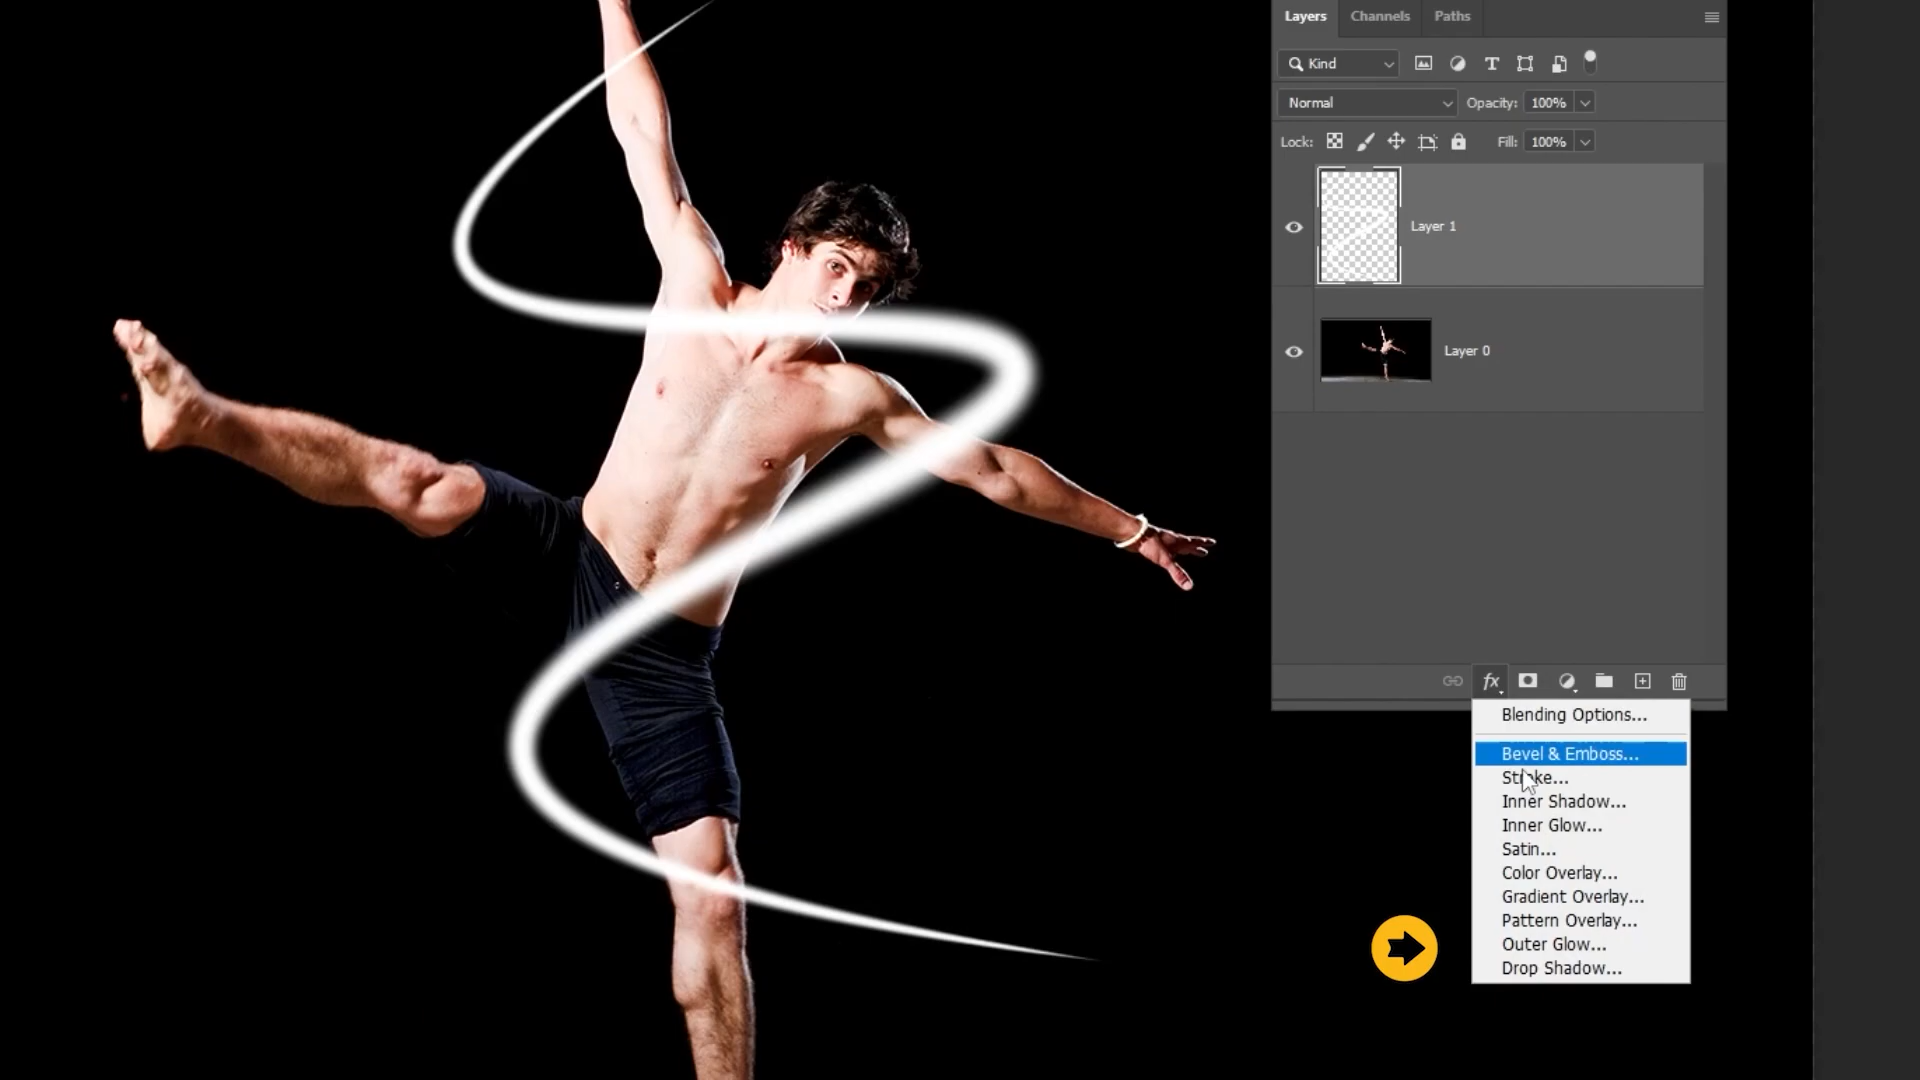 Layers Channels Paths
Kind
Normal Opacity: 100%
Lock: Fill: 100%
Layer 1
Layer 0
fx
Blending Options...
Bevel & Emboss...
Stroke...
Inner Shadow...
Inner Glow...
Satin...
Color Overlay...
Gradient Overlay...
Pattern Overlay...
Outer Glow...
Drop Shadow...